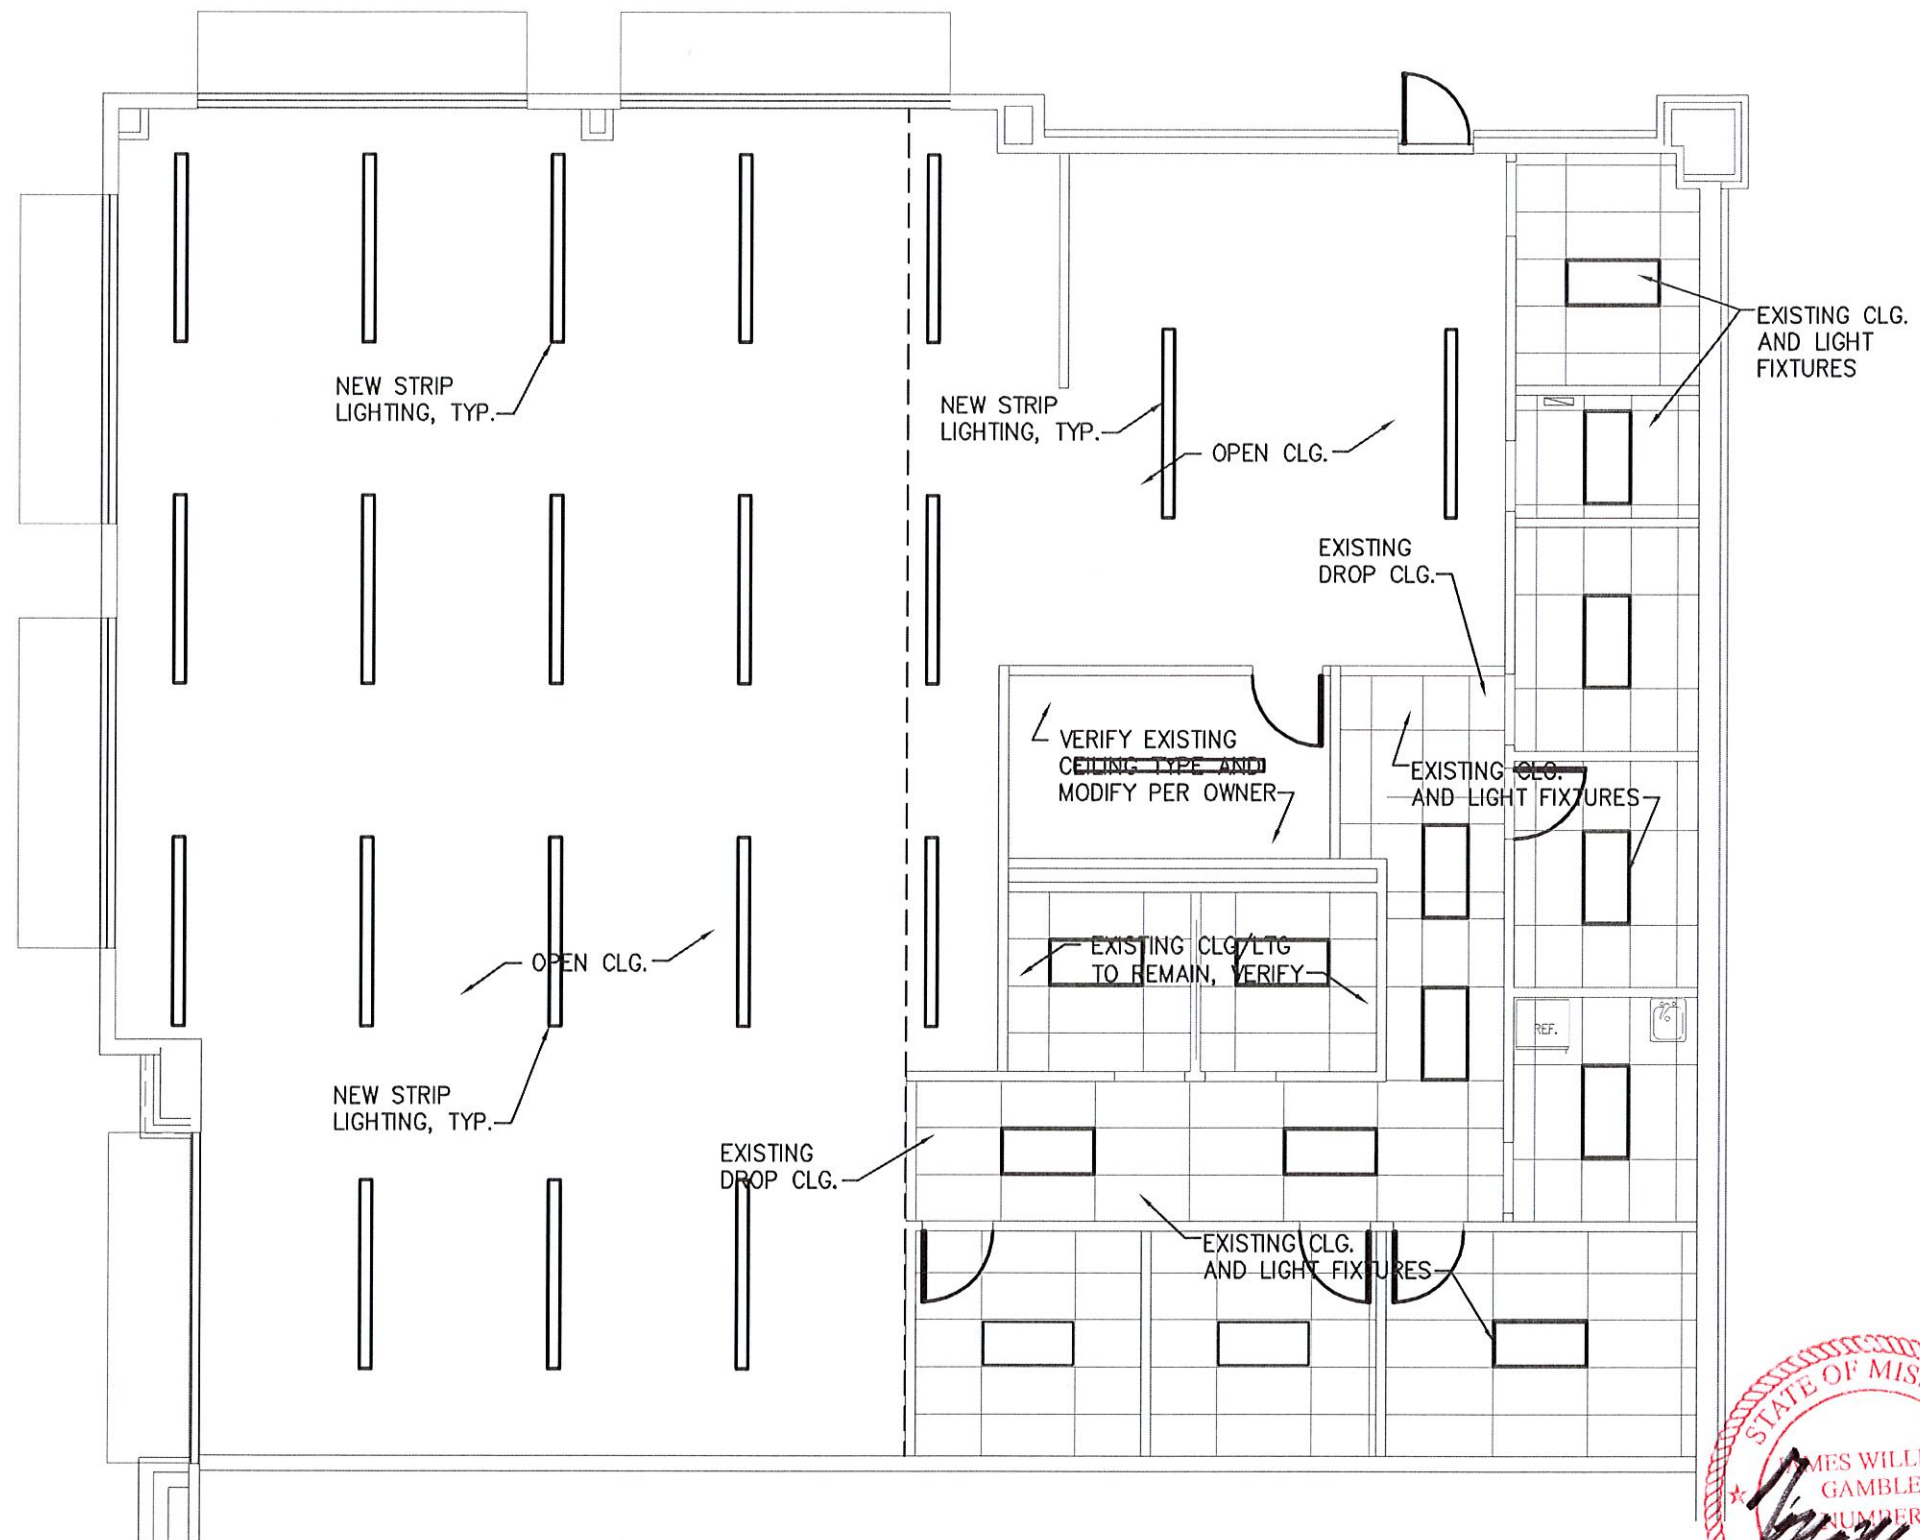 NEW STRIP
LIGHTING, TYP.
NEW STRIP
LIGHTING, TYP.
OPEN CLG.
EXISTING CLG.
AND LIGHT
FIXTURES
EXISTING
DROP CLG.
VERIFY EXISTING
CEILING TYPE AND
MODIFY PER OWNER
EXISTING CLG.
AND LIGHT FIXTURES
EXISTING CLG/LTG
TO REMAIN, VERIFY
OPEN CLG.
REF.
NEW STRIP
LIGHTING, TYP.
EXISTING
DROP CLG.
EXISTING CLG.
AND LIGHT FIXTURES
STATE OF MIS
GAMBLE
NUMBER